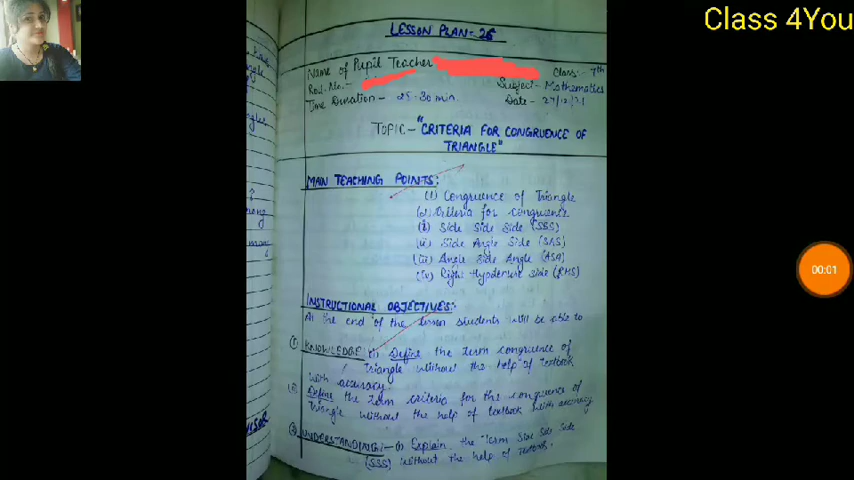 Class 4You
LESSON PLAN-26
Name of Pupil Teacher
Class:- 7th
Roll.No.-
Subject- Mathematics
Time Duration - 25-30 min.
Date- 27/12/21
TOPIC- "CRITERIA FOR CONGRUENCE OF
TRIANGLE"
MAIN TEACHING POINTS:
(1) Congruence of Triangle
(2) Criteria for congruence
(i) Side Side Side (SSS)
(ii) Side Angle Side (SAS)
(iii) Angle Side Angle (ASA)
(iv) Right Hypotenuse Side (RHS)
INSTRUCTIONAL OBJECTIVES:-
At the end of the lesson students will be able to
(1) KNOWLEDGE (i) Define the term congruence of
Triangle without the help of textbook
with accuracy.
(ii) Define the term criteria for the congruence of
Triangle without the help of textbook with accuracy
(2) UNDERSTANDING:- (i) Explain the term Side Side Side
(SSS) without the help of textbook.
00:01